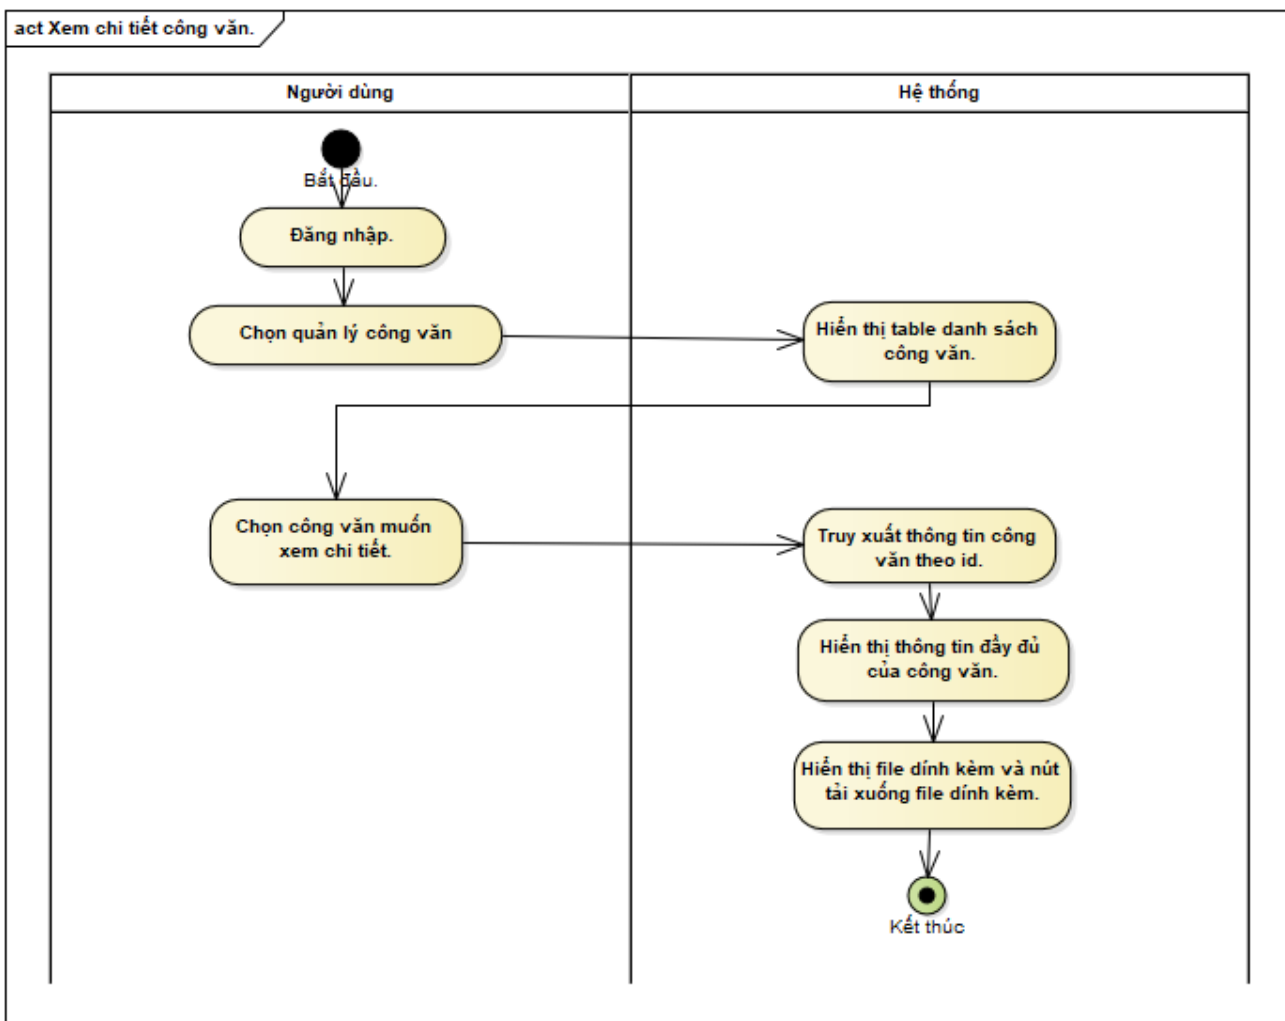 act Xem chi tiết công văn.
Người dùng
Hệ thống
Bắt đầu.
Đăng nhập.
Chọn quản lý công văn
Hiển thị table danh sách
công văn.
Chọn công văn muốn
xem chi tiết.
Truy xuất thông tin công
văn theo id.
Hiển thị thông tin đầy đủ
của công văn.
Hiển thị file dính kèm và nút
tải xuống file dính kèm.
Kết thúc